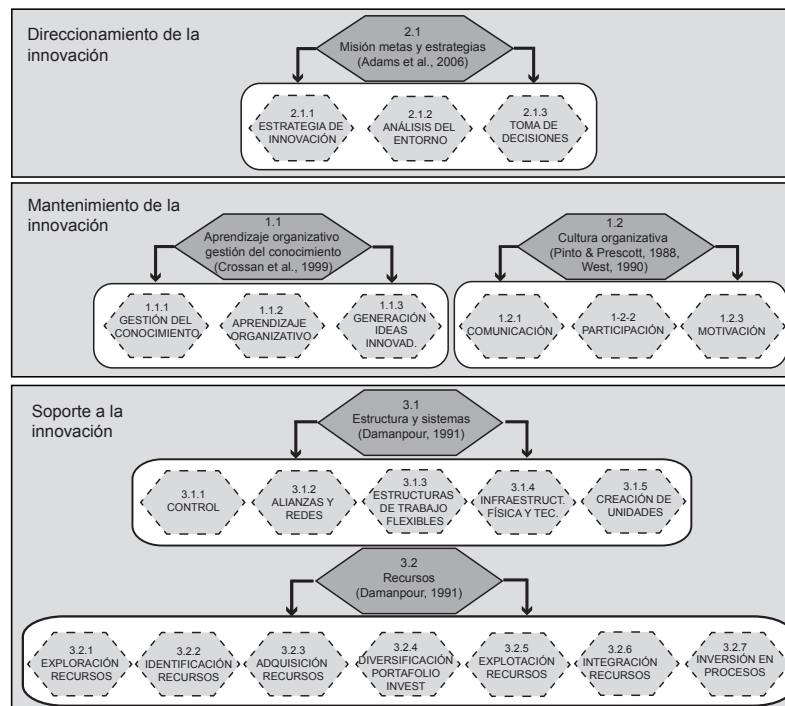 Direccionamiento de la
innovación
2.1
Misión metas y estrategias
(Adams et al., 2006)
2.1.1
ESTRATEGIA DE
INNOVACIÓN
2.1.2
ANÁLISIS DEL
ENTORNO
2.1.3
TOMA DE
DECISIONES
Mantenimiento de la
innovación
1.1
Aprendizaje organizativo
gestión del conocimiento
(Crossan et al., 1999)
1.1.1
GESTIÓN DEL
CONOCIMIENTO
1.1.2
APRENDIZAJE
ORGANIZATIVO
1.1.3
GENERACIÓN
IDEAS
INNOVAD.
1.2
Cultura organizativa
(Pinto & Prescott, 1988,
West, 1990)
1.2.1
COMUNICACIÓN
1-2-2
PARTICIPACIÓN
1.2.3
MOTIVACIÓN
Soporte a la
innovación
3.1
Estructura y sistemas
(Damanpour, 1991)
3.1.1
CONTROL
3.1.2
ALIANZAS Y
REDES
3.1.3
ESTRUCTURAS
DE TRABAJO
FLEXIBLES
3.1.4
INFRAESTRUCT.
FÍSICA Y TEC.
3.1.5
CREACIÓN DE
UNIDADES
3.2
Recursos
(Damanpour, 1991)
3.2.1
EXPLORACIÓN
RECURSOS
3.2.2
IDENTIFICACIÓN
RECURSOS
3.2.3
ADQUISICIÓN
RECURSOS
3.2.4
DIVERSIFICACIÓN
PORTAFOLIO
INVEST
3.2.5
EXPLOTACIÓN
RECURSOS
3.2.6
INTEGRACIÓN
RECURSOS
3.2.7
INVERSIÓN EN
PROCESOS